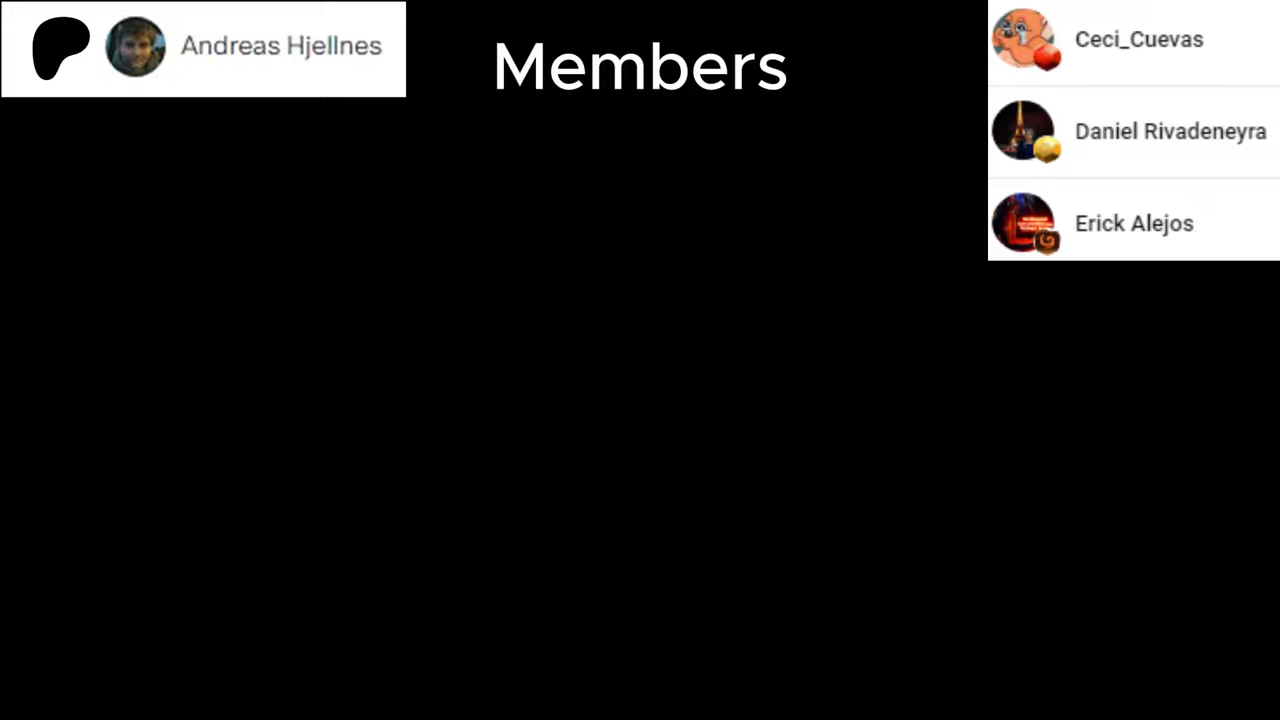 Andreas Hjellnes
Members
Ceci_Cuevas
Daniel Rivadeneyra
Erick Alejos